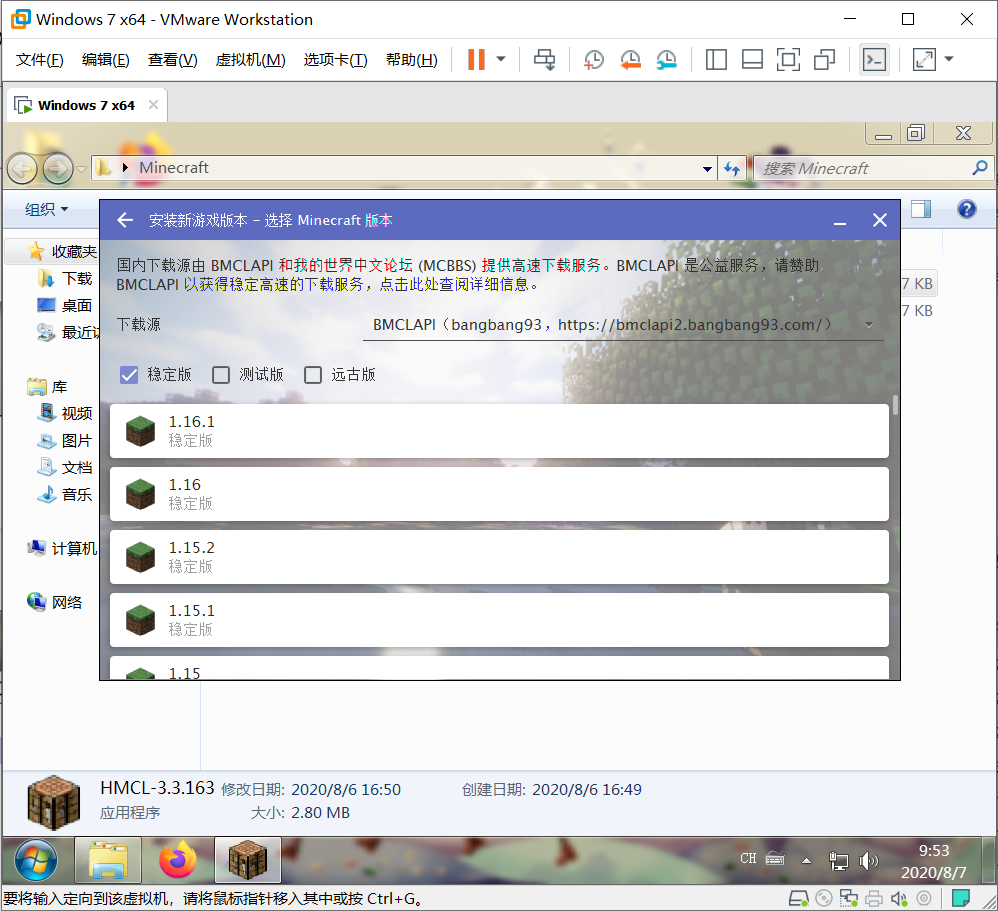 Windows 7 x64 - VMware Workstation
文件(F) 编辑(E) 查看(V) 虚拟机(M) 选项卡(T) 帮助(H)
Windows 7 x64
Minecraft
搜索 Minecraft
组织
安装新游戏版本 - 选择 Minecraft 版本
收藏夹
下载
桌面
最近
库
视频
图片
文档
音乐
计算机
网络
国内下载源由 BMCLAPI 和我的世界中文论坛 (MCBBS) 提供高速下载服务。BMCLAPI 是公益服务，请赞助
BMCLAPI 以获得稳定高速的下载服务，点击此处查阅详细信息。
下载源 BMCLAPI（bangbang93，https://bmclapi2.bangbang93.com/）
稳定版 测试版 远古版
1.16.1
稳定版
1.16
稳定版
1.15.2
稳定版
1.15.1
稳定版
1.15
7 KB
7 KB
HMCL-3.3.163 修改日期: 2020/8/6 16:50 创建日期: 2020/8/6 16:49
应用程序 大小: 2.80 MB
CH
9:53
2020/8/7
要将输入定向到该虚拟机，请将鼠标指针移入其中或按 Ctrl+G。